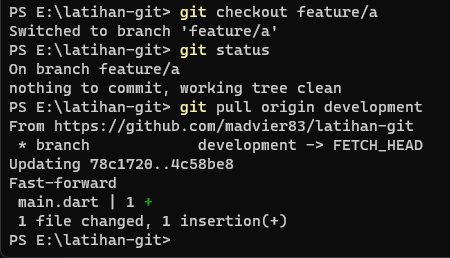 PS E:\latihan-git> git checkout feature/a
Switched to branch 'feature/a'
PS E:\latihan-git> git status
On branch feature/a
nothing to commit, working tree clean
PS E:\latihan-git> git pull origin development
From https://github.com/madvier83/latihan-git
 * branch            development -> FETCH_HEAD
Updating 78c1720..4c58be8
Fast-forward
 main.dart | 1 +
 1 file changed, 1 insertion(+)
PS E:\latihan-git>